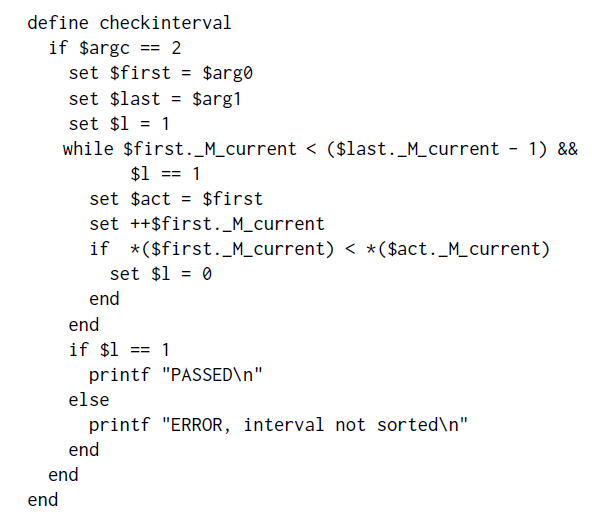 define checkinterval
  if $argc == 2
    set $first = $arg0
    set $last = $arg1
    set $l = 1
    while $first._M_current < ($last._M_current - 1) &&
          $l == 1
      set $act = $first
      set ++$first._M_current
      if  *($first._M_current) < *($act._M_current)
        set $l = 0
      end
    end
    if $l == 1
      printf "PASSED\n"
    else
      printf "ERROR, interval not sorted\n"
    end
  end
end